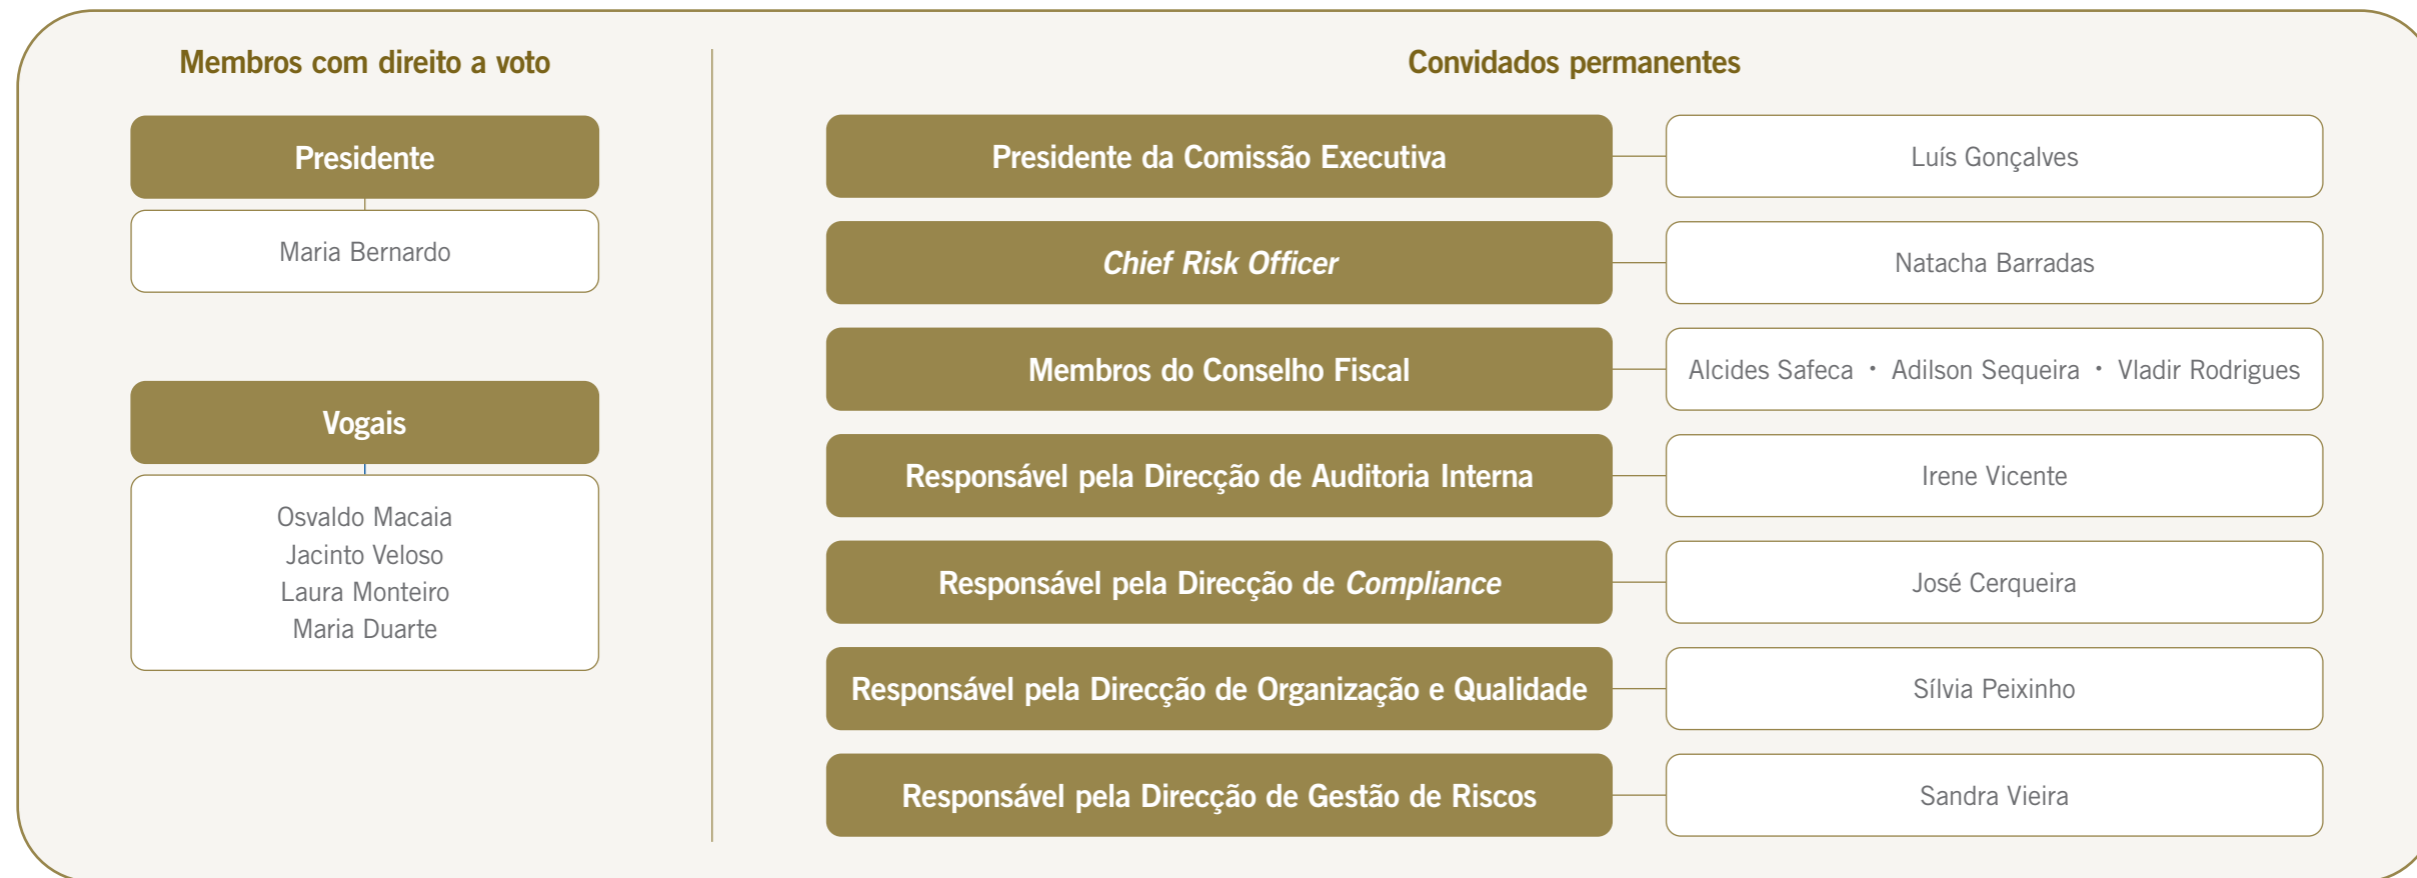 Membros com direito a voto
Presidente
Maria Bernardo
Vogais
Osvaldo Macaia
Jacinto Veloso
Laura Monteiro
Maria Duarte
Convidados permanentes
Presidente da Comissão Executiva
Luís Gonçalves
Chief Risk Officer
Natacha Barradas
Membros do Conselho Fiscal
Alcides Safeca • Adilson Sequeira • Vladir Rodrigues
Responsável pela Direcção de Auditoria Interna
Irene Vicente
Responsável pela Direcção de Compliance
José Cerqueira
Responsável pela Direcção de Organização e Qualidade
Sílvia Peixinho
Responsável pela Direcção de Gestão de Riscos
Sandra Vieira